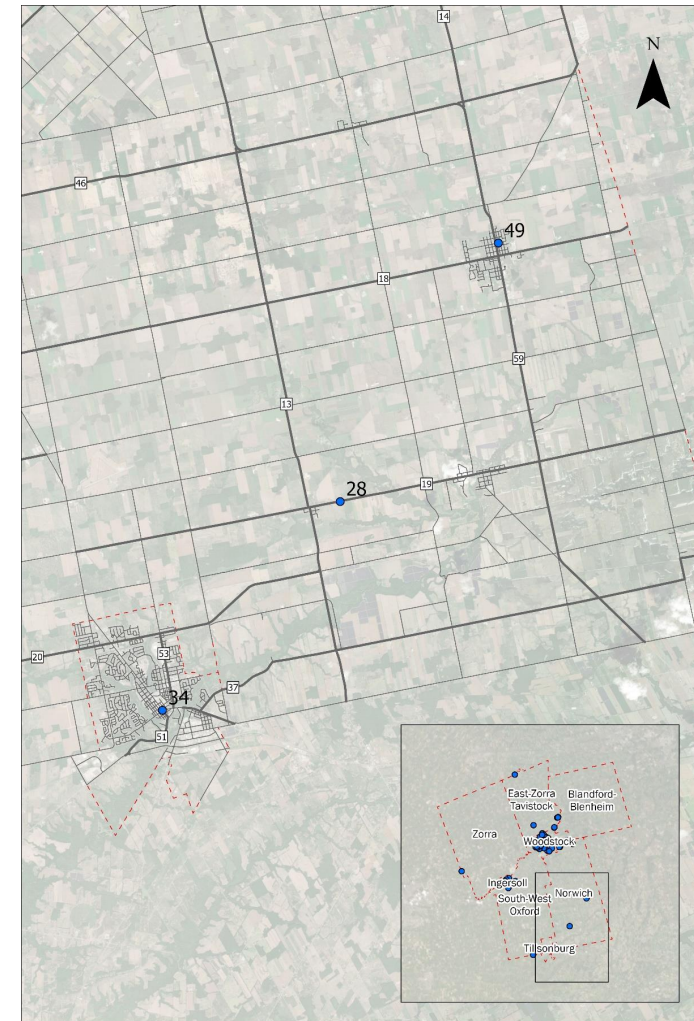 14
N
46
49
18
59
13
28
19
53
20
37
34
51
East-Zorra
Tavistock
Blandford-
Blenheim
Zorra
Woodstock
Ingersoll
Norwich
South-West
Oxford
Tillsonburg